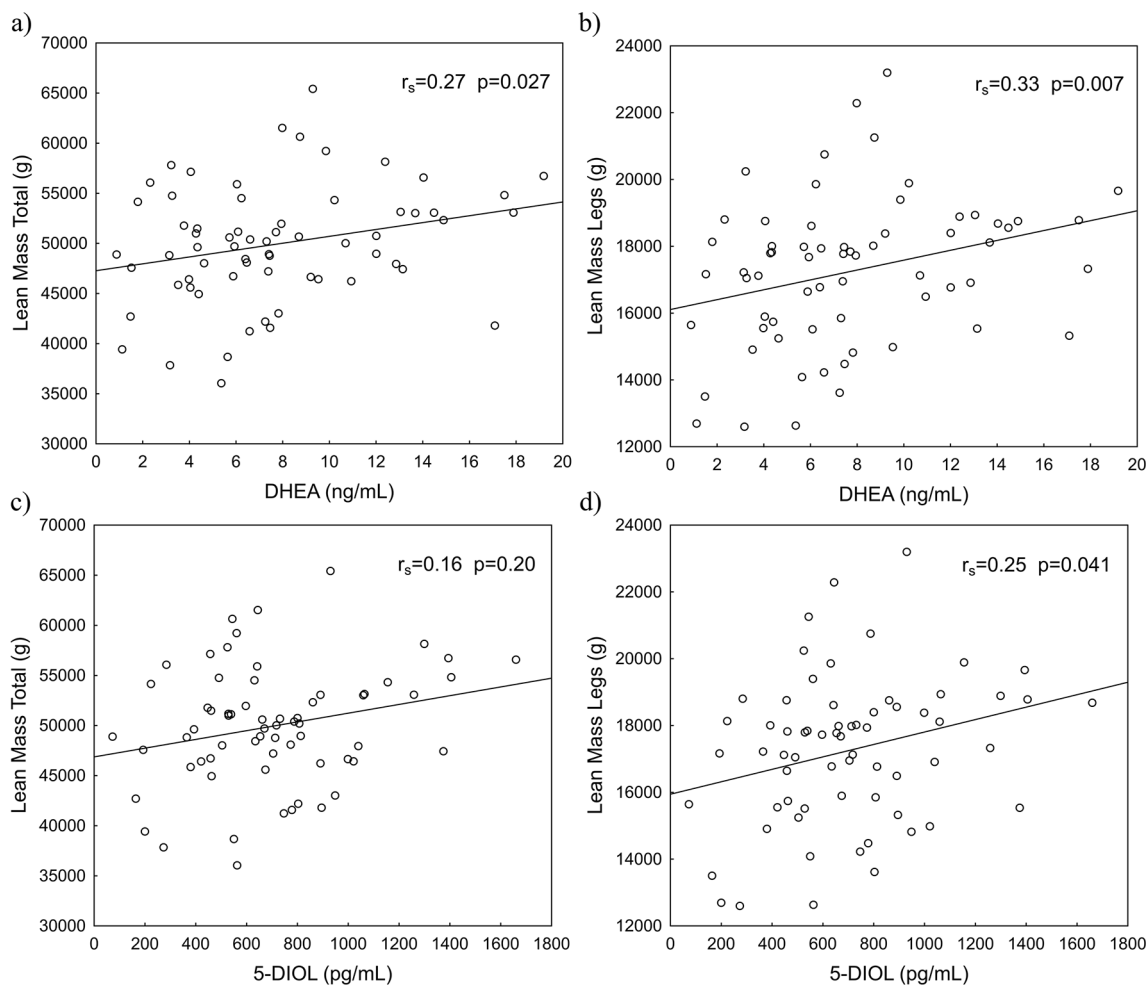 a)
70000
65000
60000
55000
50000
45000
40000
35000
30000
Lean Mass Total (g)
rs=0.27 p=0.027
0 2 4 6 8 10 12 14 16 18 20
DHEA (ng/mL)
b)
24000
22000
20000
18000
16000
14000
12000
Lean Mass Legs (g)
rs=0.33 p=0.007
0 2 4 6 8 10 12 14 16 18 20
DHEA (ng/mL)
c)
70000
65000
60000
55000
50000
45000
40000
35000
30000
Lean Mass Total (g)
rs=0.16 p=0.20
0 200 400 600 800 1000 1200 1400 1600 1800
5-DIOL (pg/mL)
d)
24000
22000
20000
18000
16000
14000
12000
Lean Mass Legs (g)
rs=0.25 p=0.041
0 200 400 600 800 1000 1200 1400 1600 1800
5-DIOL (pg/mL)